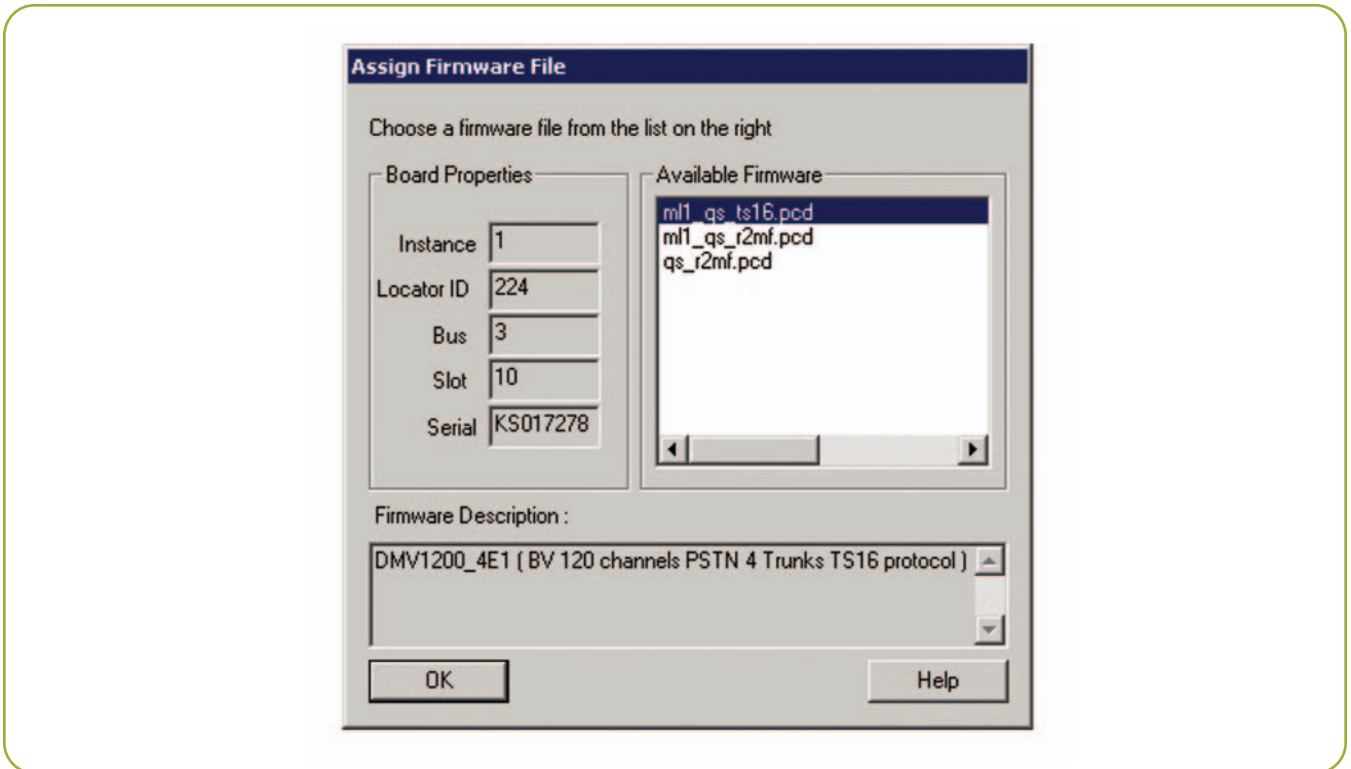 Assign Firmware File
Choose a firmware file from the list on the right
Board Properties
Instance 1
Locator ID 224
Bus 3
Slot 10
Serial KS017278
Available Firmware
ml1_qs_ts16.pcd
ml1_qs_r2mf.pcd
qs_r2mf.pcd
Firmware Description :
DMV1200_4E1 ( BV 120 channels PSTN 4 Trunks TS16 protocol )
OK
Help